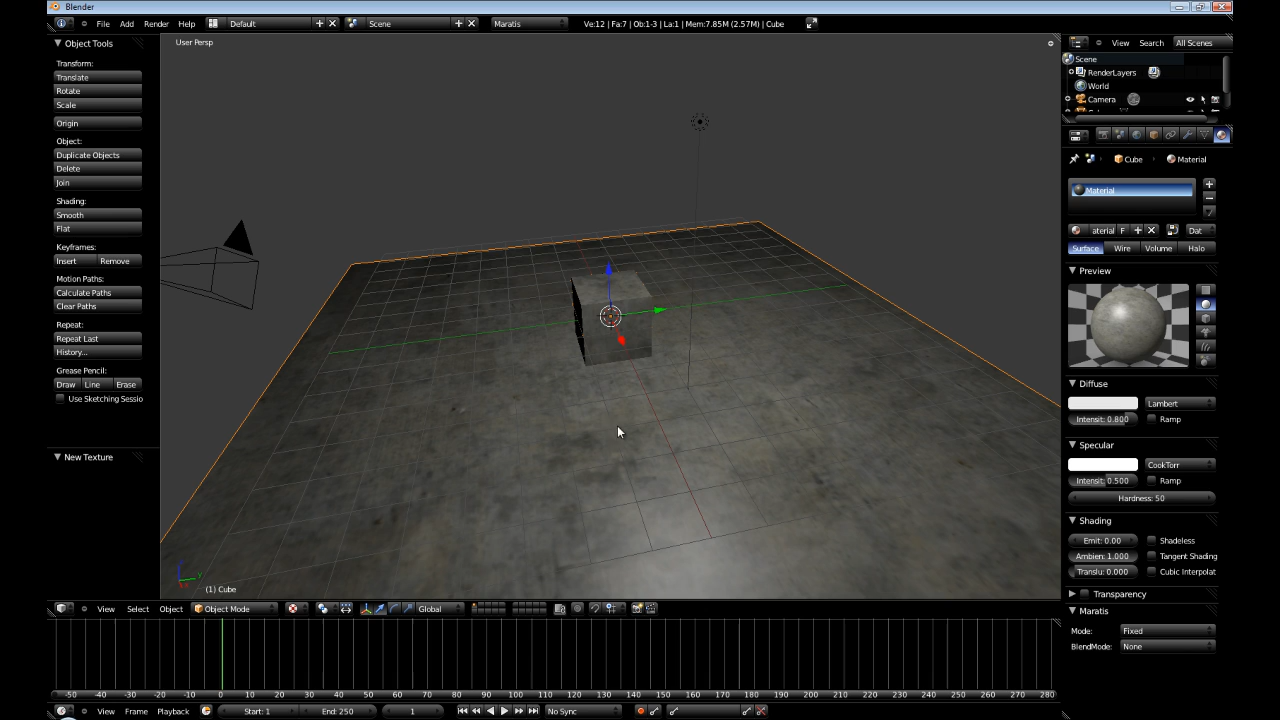 Blender
File Add Render Help Default Scene Maratis Ve:12 | Fa:7 | Ob:1-3 | La:1 | Mem:7.85M (2.57M) | Cube
Object Tools
Transform:
Translate
Rotate
Scale
Origin
Object:
Duplicate Objects
Delete
Join
Shading:
Smooth
Flat
Keyframes:
Insert Remove
Motion Paths:
Calculate Paths
Clear Paths
Repeat:
Repeat Last
History...
Grease Pencil:
Draw Line Erase
Use Sketching Sessio
New Texture
User Persp
(1) Cube
View Select Object Object Mode Global
-50 -40 -30 -20 -10 0 10 20 30 40 50 60 70 80 90 100 110 120 130 140 150 160 170 180 190 200 210 220 230 240 250 260 270 280
View Frame Playback Start: 1 End: 250 1 No Sync
View Search All Scenes
Scene
RenderLayers
World
Camera
Cube Material
Material
aterial F Dat
Surface Wire Volume Halo
Preview
Diffuse
Lambert
Intensit: 0.800 Ramp
Specular
CookTorr
Intensit: 0.500 Ramp
Hardness: 50
Shading
Emit: 0.00 Shadeless
Ambien: 1.000 Tangent Shading
Translu: 0.000 Cubic Interpolat
Transparency
Maratis
Mode: Fixed
BlendMode: None